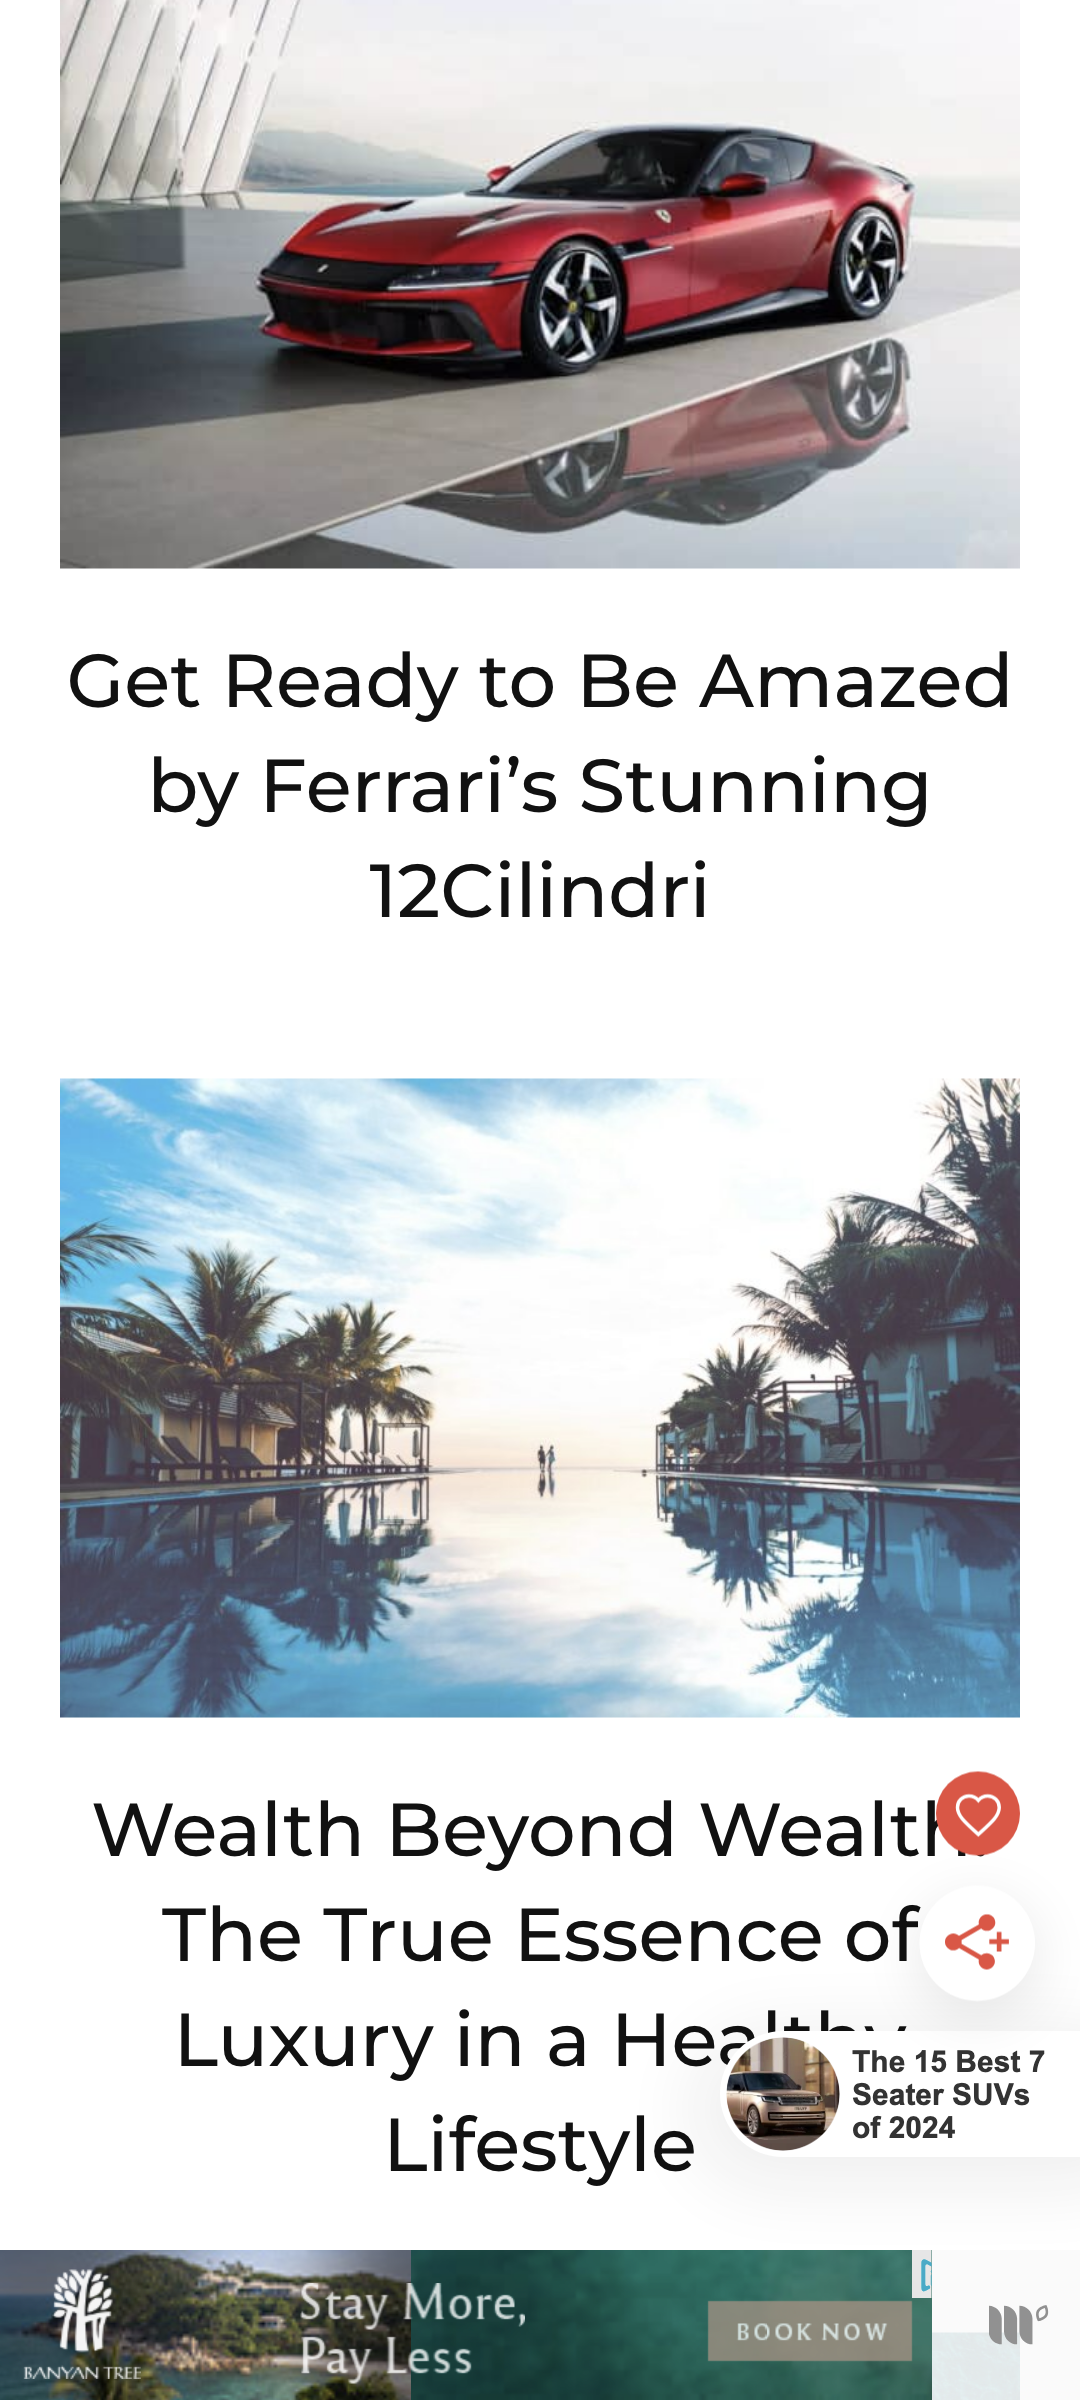 Get Ready to Be Amazed
by Ferrari’s Stunning
12Cilindri
Wealth Beyond Wealth:
The True Essence of
Luxury in a Healthy
Lifestyle
The 15 Best 7
Seater SUVs
of 2024
BANYAN TREE
Stay More,
Pay Less
BOOK NOW